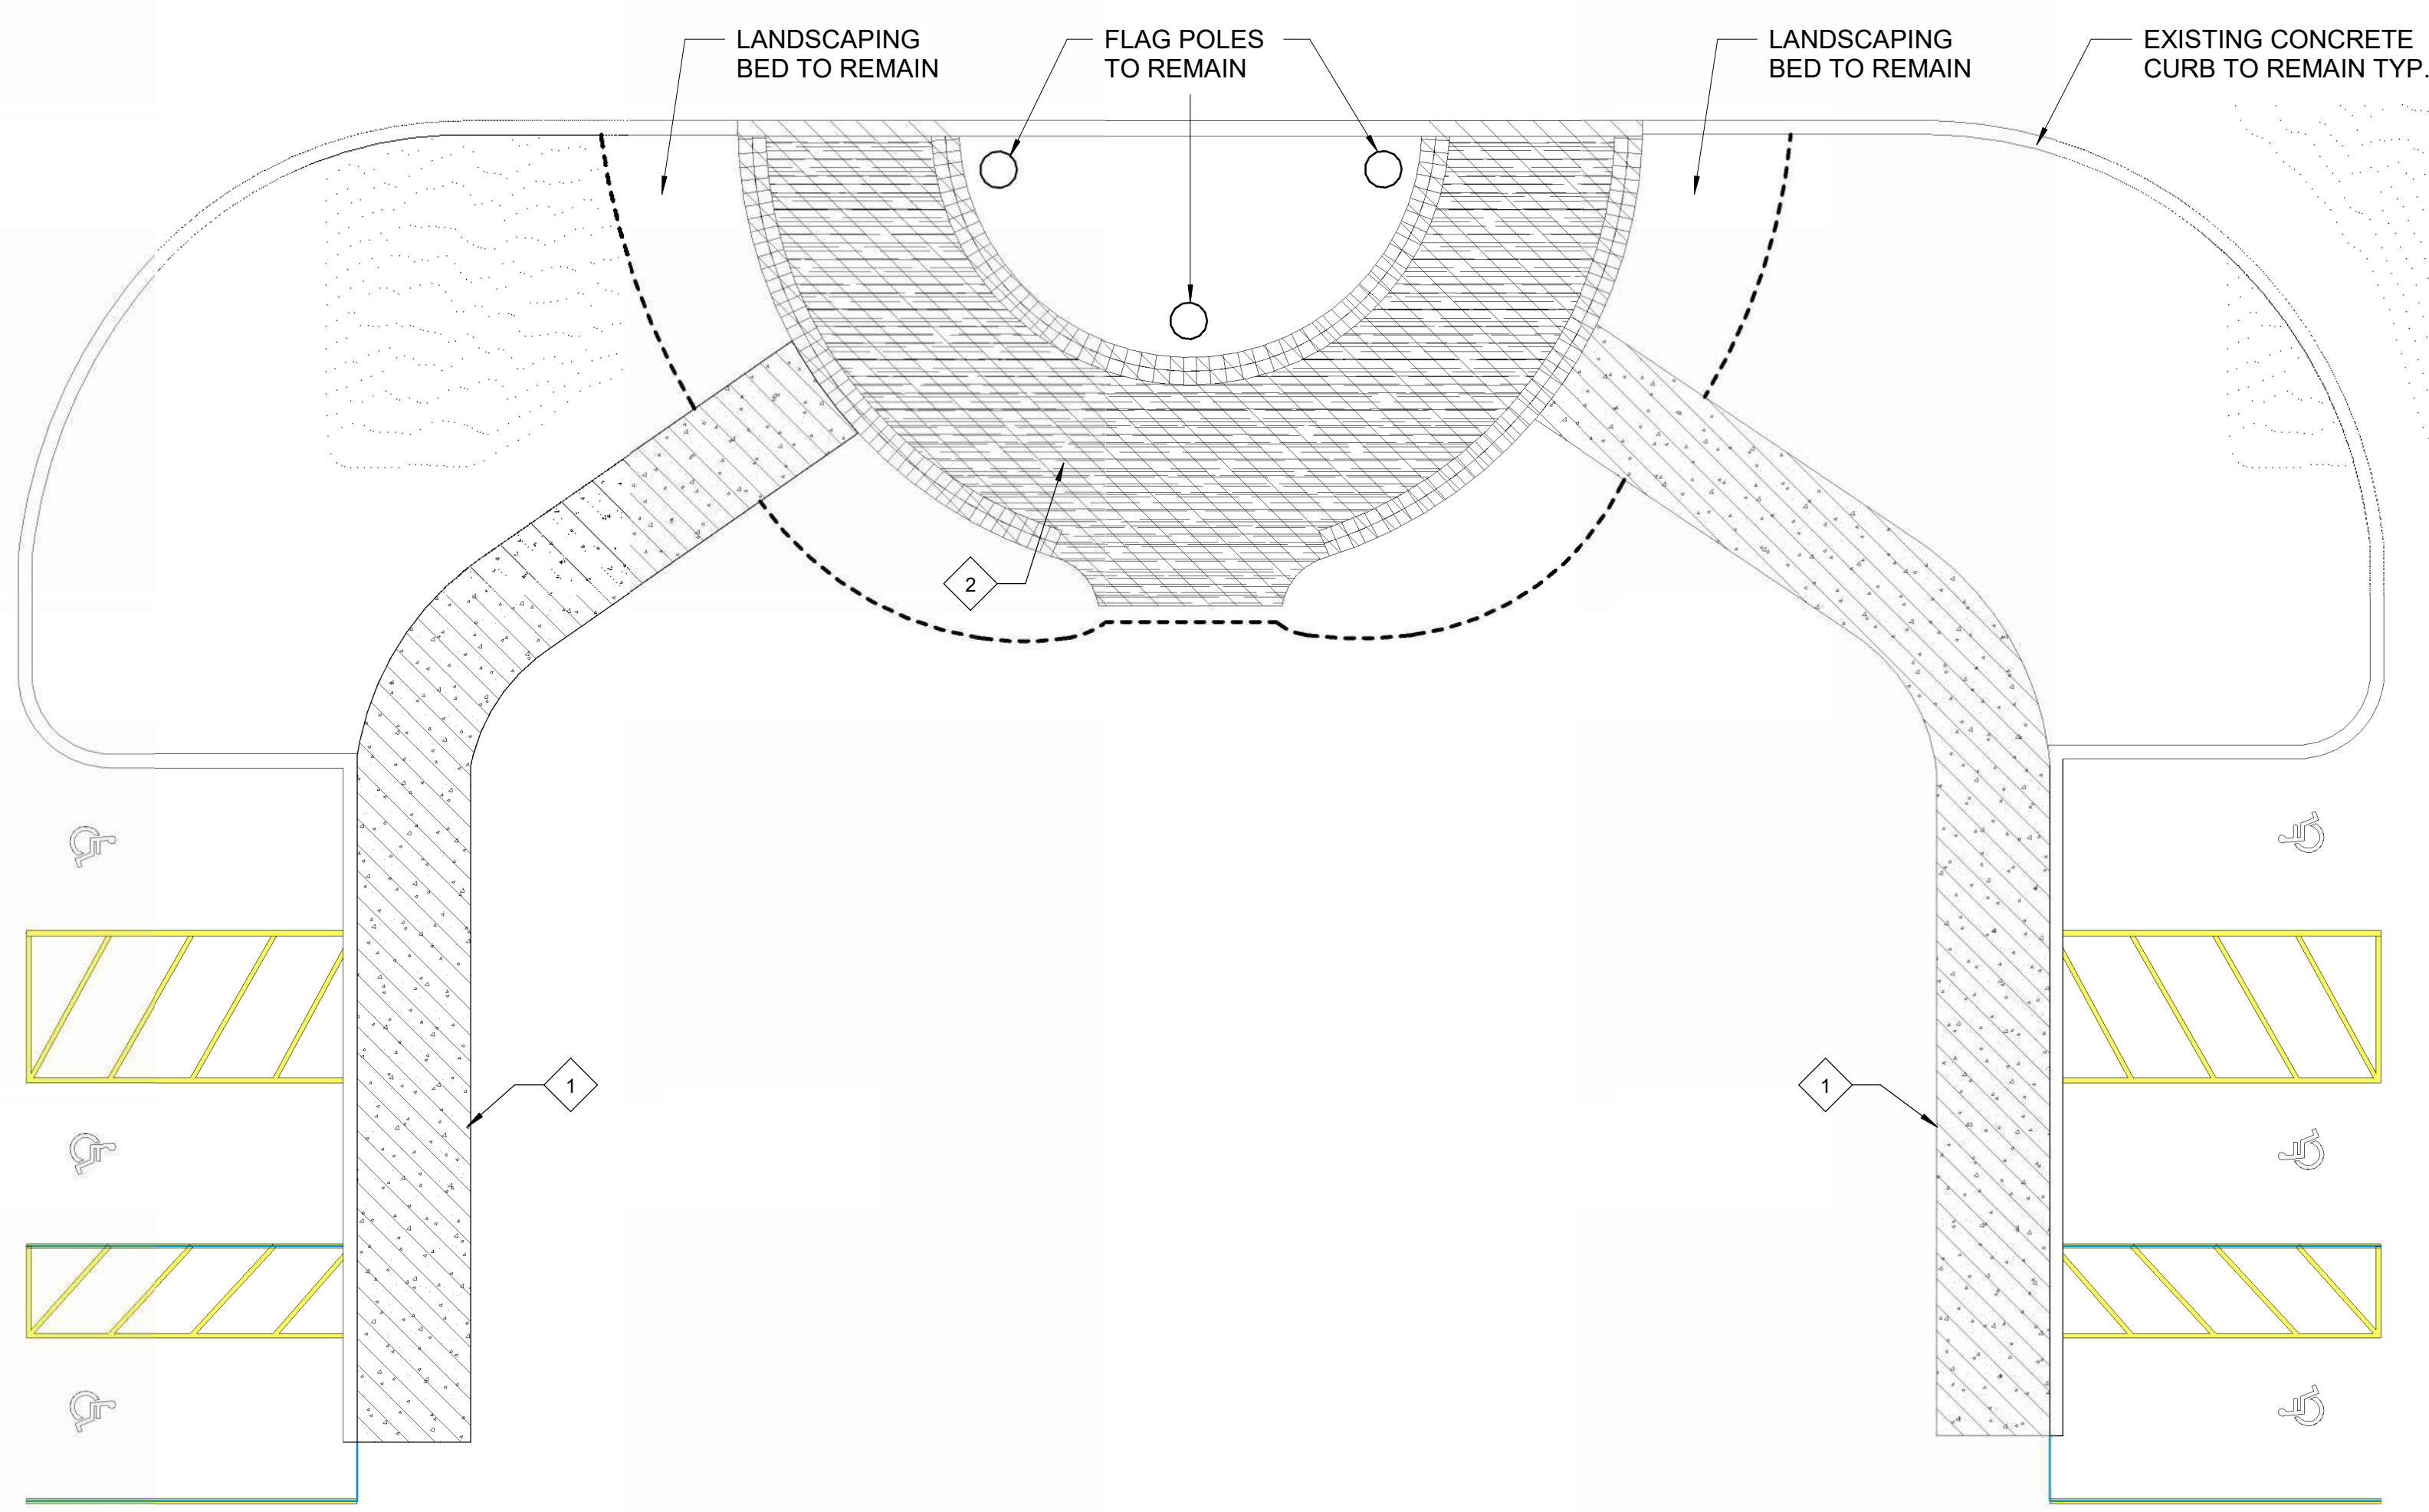 LANDSCAPING
BED TO REMAIN
FLAG POLES
TO REMAIN
LANDSCAPING
BED TO REMAIN
EXISTING CONCRETE
CURB TO REMAIN TYP.
2
1
1